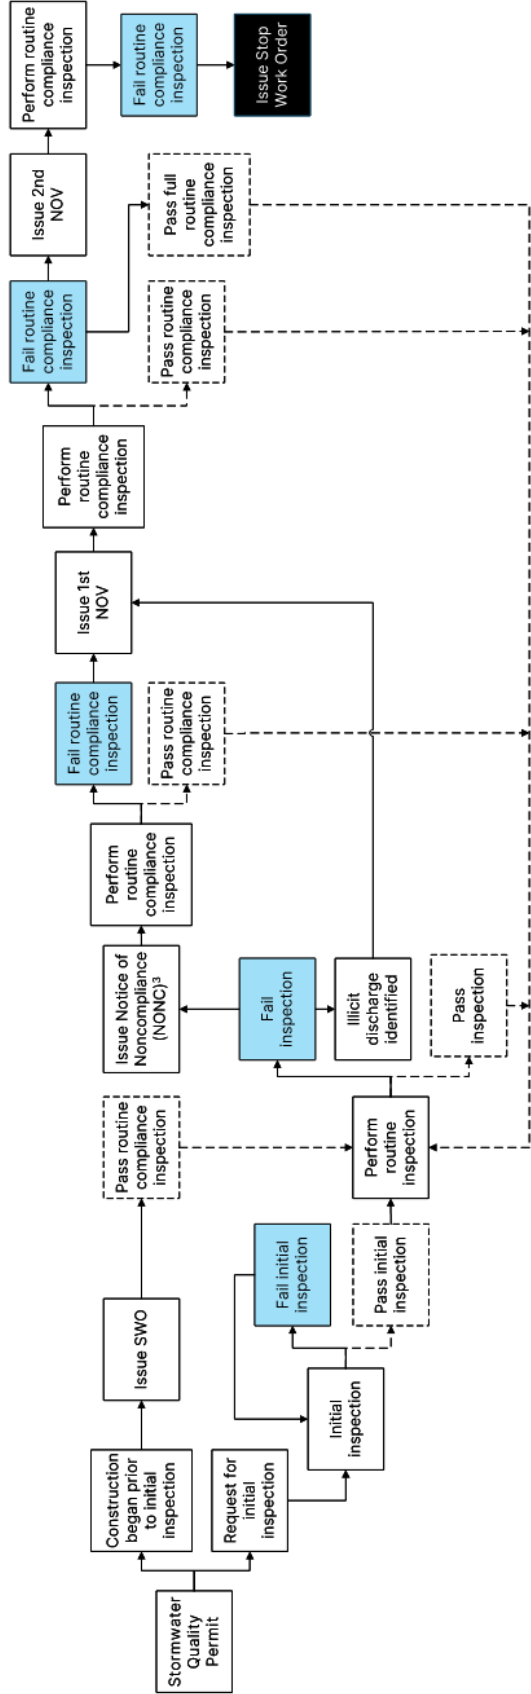 Stormwater
Quality
Permit
Construction
began prior
to initial
inspection
Request for
initial
inspection
Issue SWO
Initial
inspection
Fail initial
inspection
Pass initial
inspection
Pass routine
compliance
inspection
Perform
routine
inspection
Issue Notice of
Noncompliance
(NONC)³
Fail
inspection
Illicit
discharge
identified
Pass
inspection
Perform
routine
compliance
inspection
Fail routine
compliance
inspection
Pass routine
compliance
inspection
Issue 1st
NOV
Perform
routine
compliance
inspection
Fail routine
compliance
inspection
Pass routine
compliance
inspection
Issue 2nd
NOV
Pass full
routine
compliance
inspection
Perform routine
compliance
inspection
Fail routine
compliance
inspection
Issue Stop
Work Order